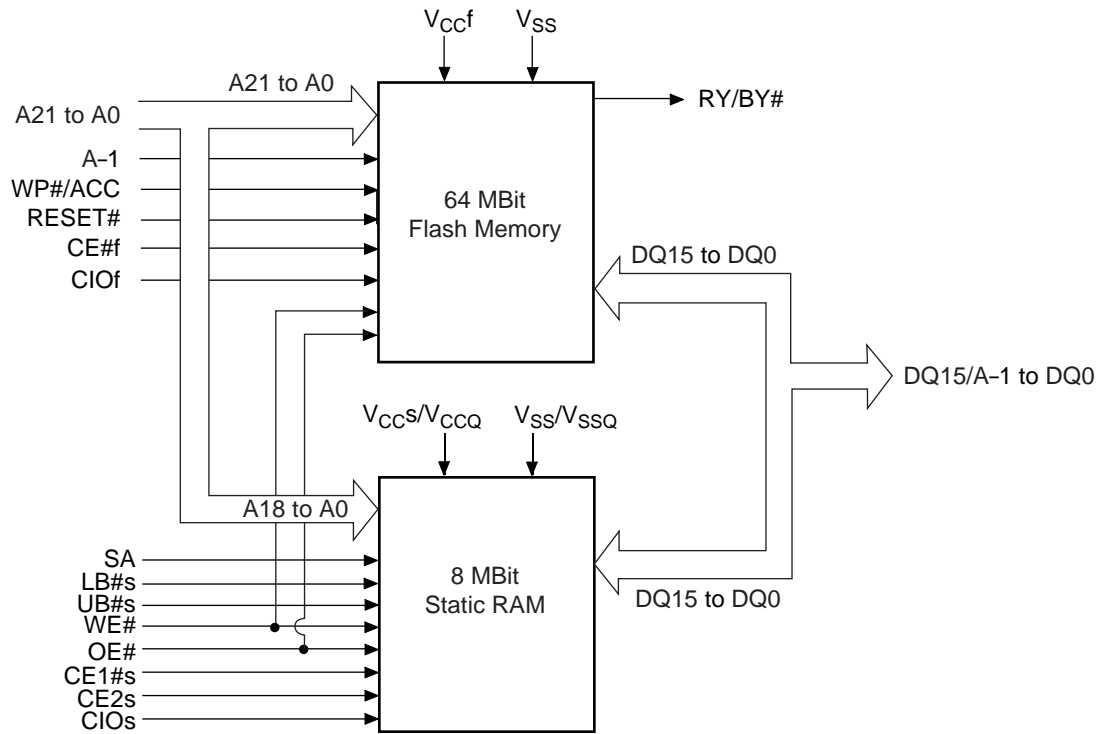 VCCf
VSS
A21 to A0
A21 to A0
RY/BY#
A–1
WP#/ACC
RESET#
CE#f
CIOf
64 MBit
Flash Memory
DQ15 to DQ0
DQ15/A–1 to DQ0
VCCs/VCCQ
VSS/VSSQ
A18 to A0
SA
LB#s
UB#s
WE#
OE#
CE1#s
CE2s
CIOs
8 MBit
Static RAM
DQ15 to DQ0